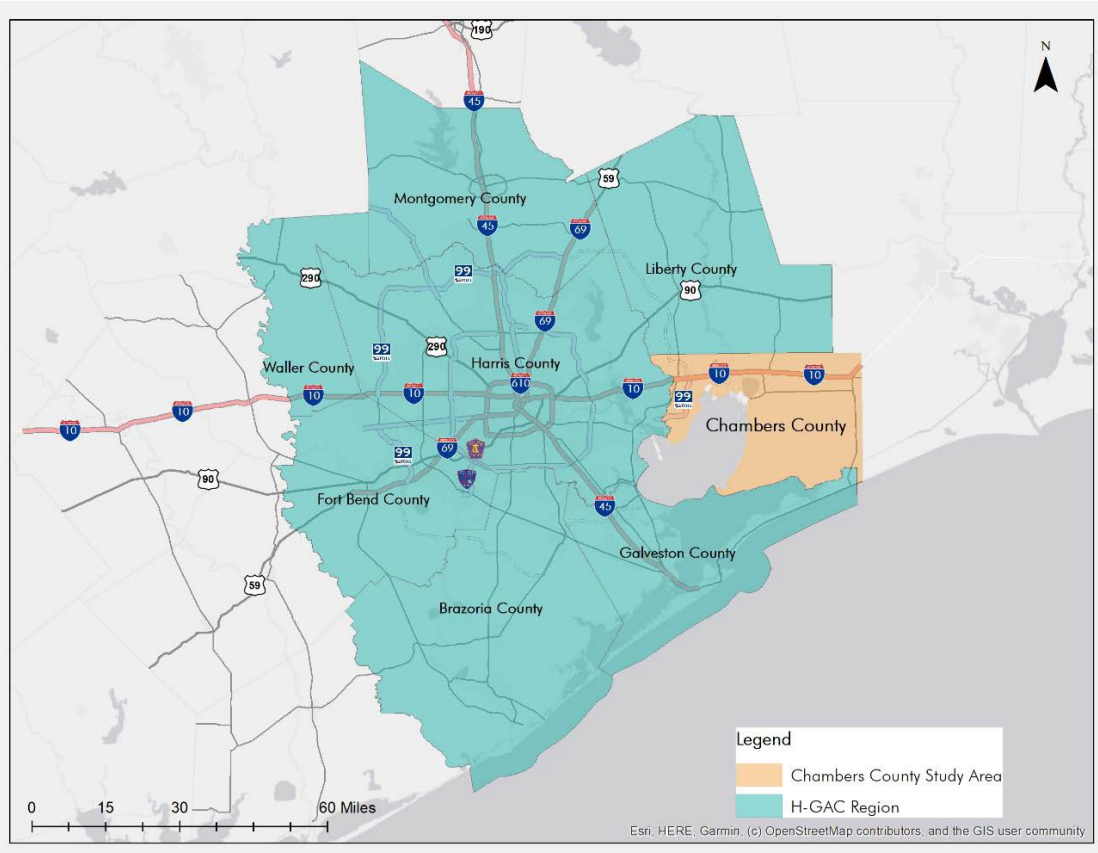 190
N
45
59
Montgomery County
45
69
99
Liberty County
290
90
69
290
99
Harris County
Waller County
610
10
10
10
10
10
99
10
10
Chambers County
69
99
90
Fort Bend County
45
Galveston County
59
Brazoria County
Legend
Chambers County Study Area
H-GAC Region
0 15 30 60 Miles
Esri, HERE, Garmin, (c) OpenStreetMap contributors, and the GIS user community